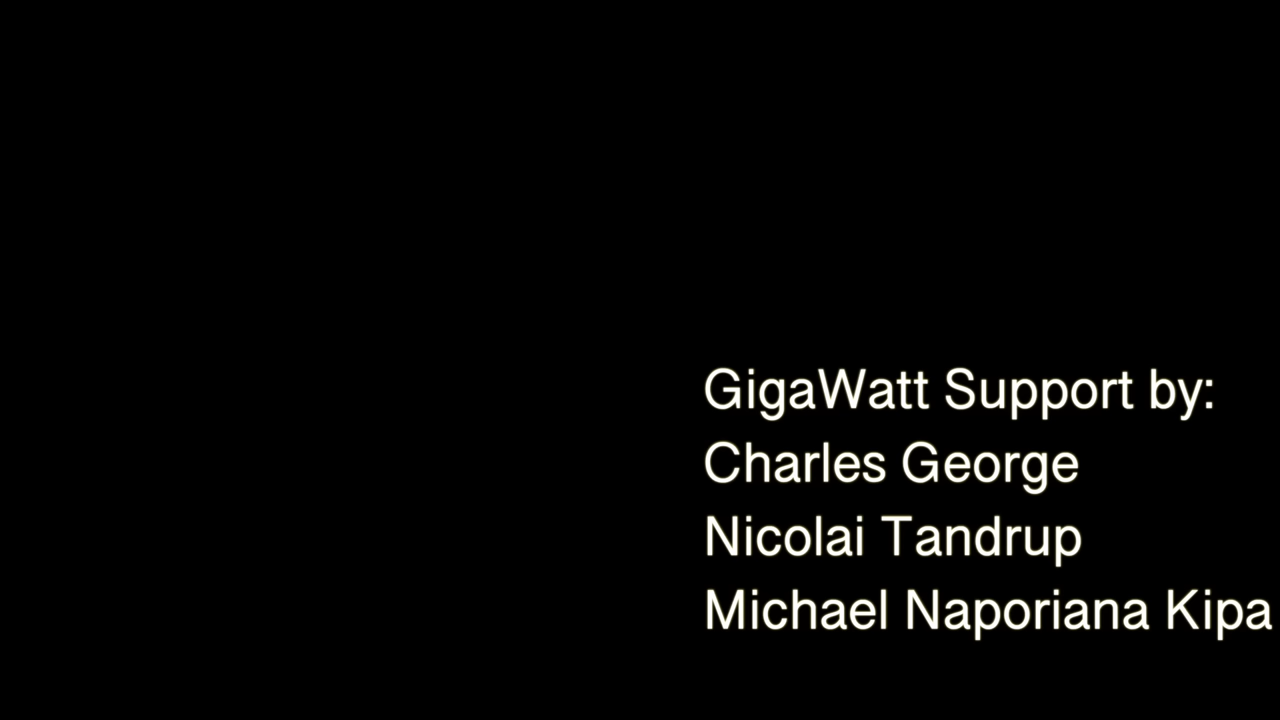 GigaWatt Support by:
Charles George
Nicolai Tandrup
Michael Naporiana Kipa